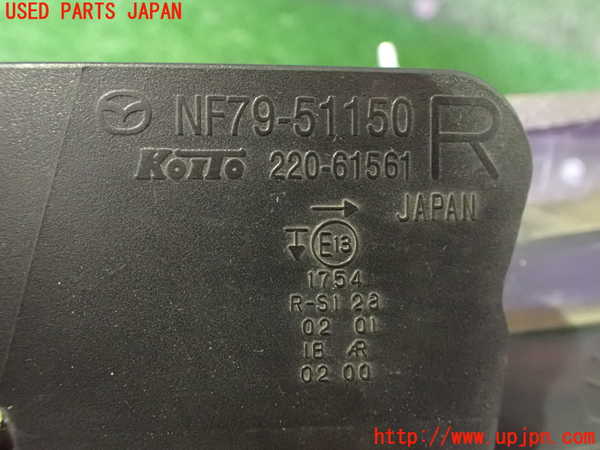 USED PARTS JAPAN
NF79-51150 R
KOITO 220-61561
JAPAN
E13
1754
R-S1 2a
02 01
IB AR
02 00
http://www.upjpn.com/